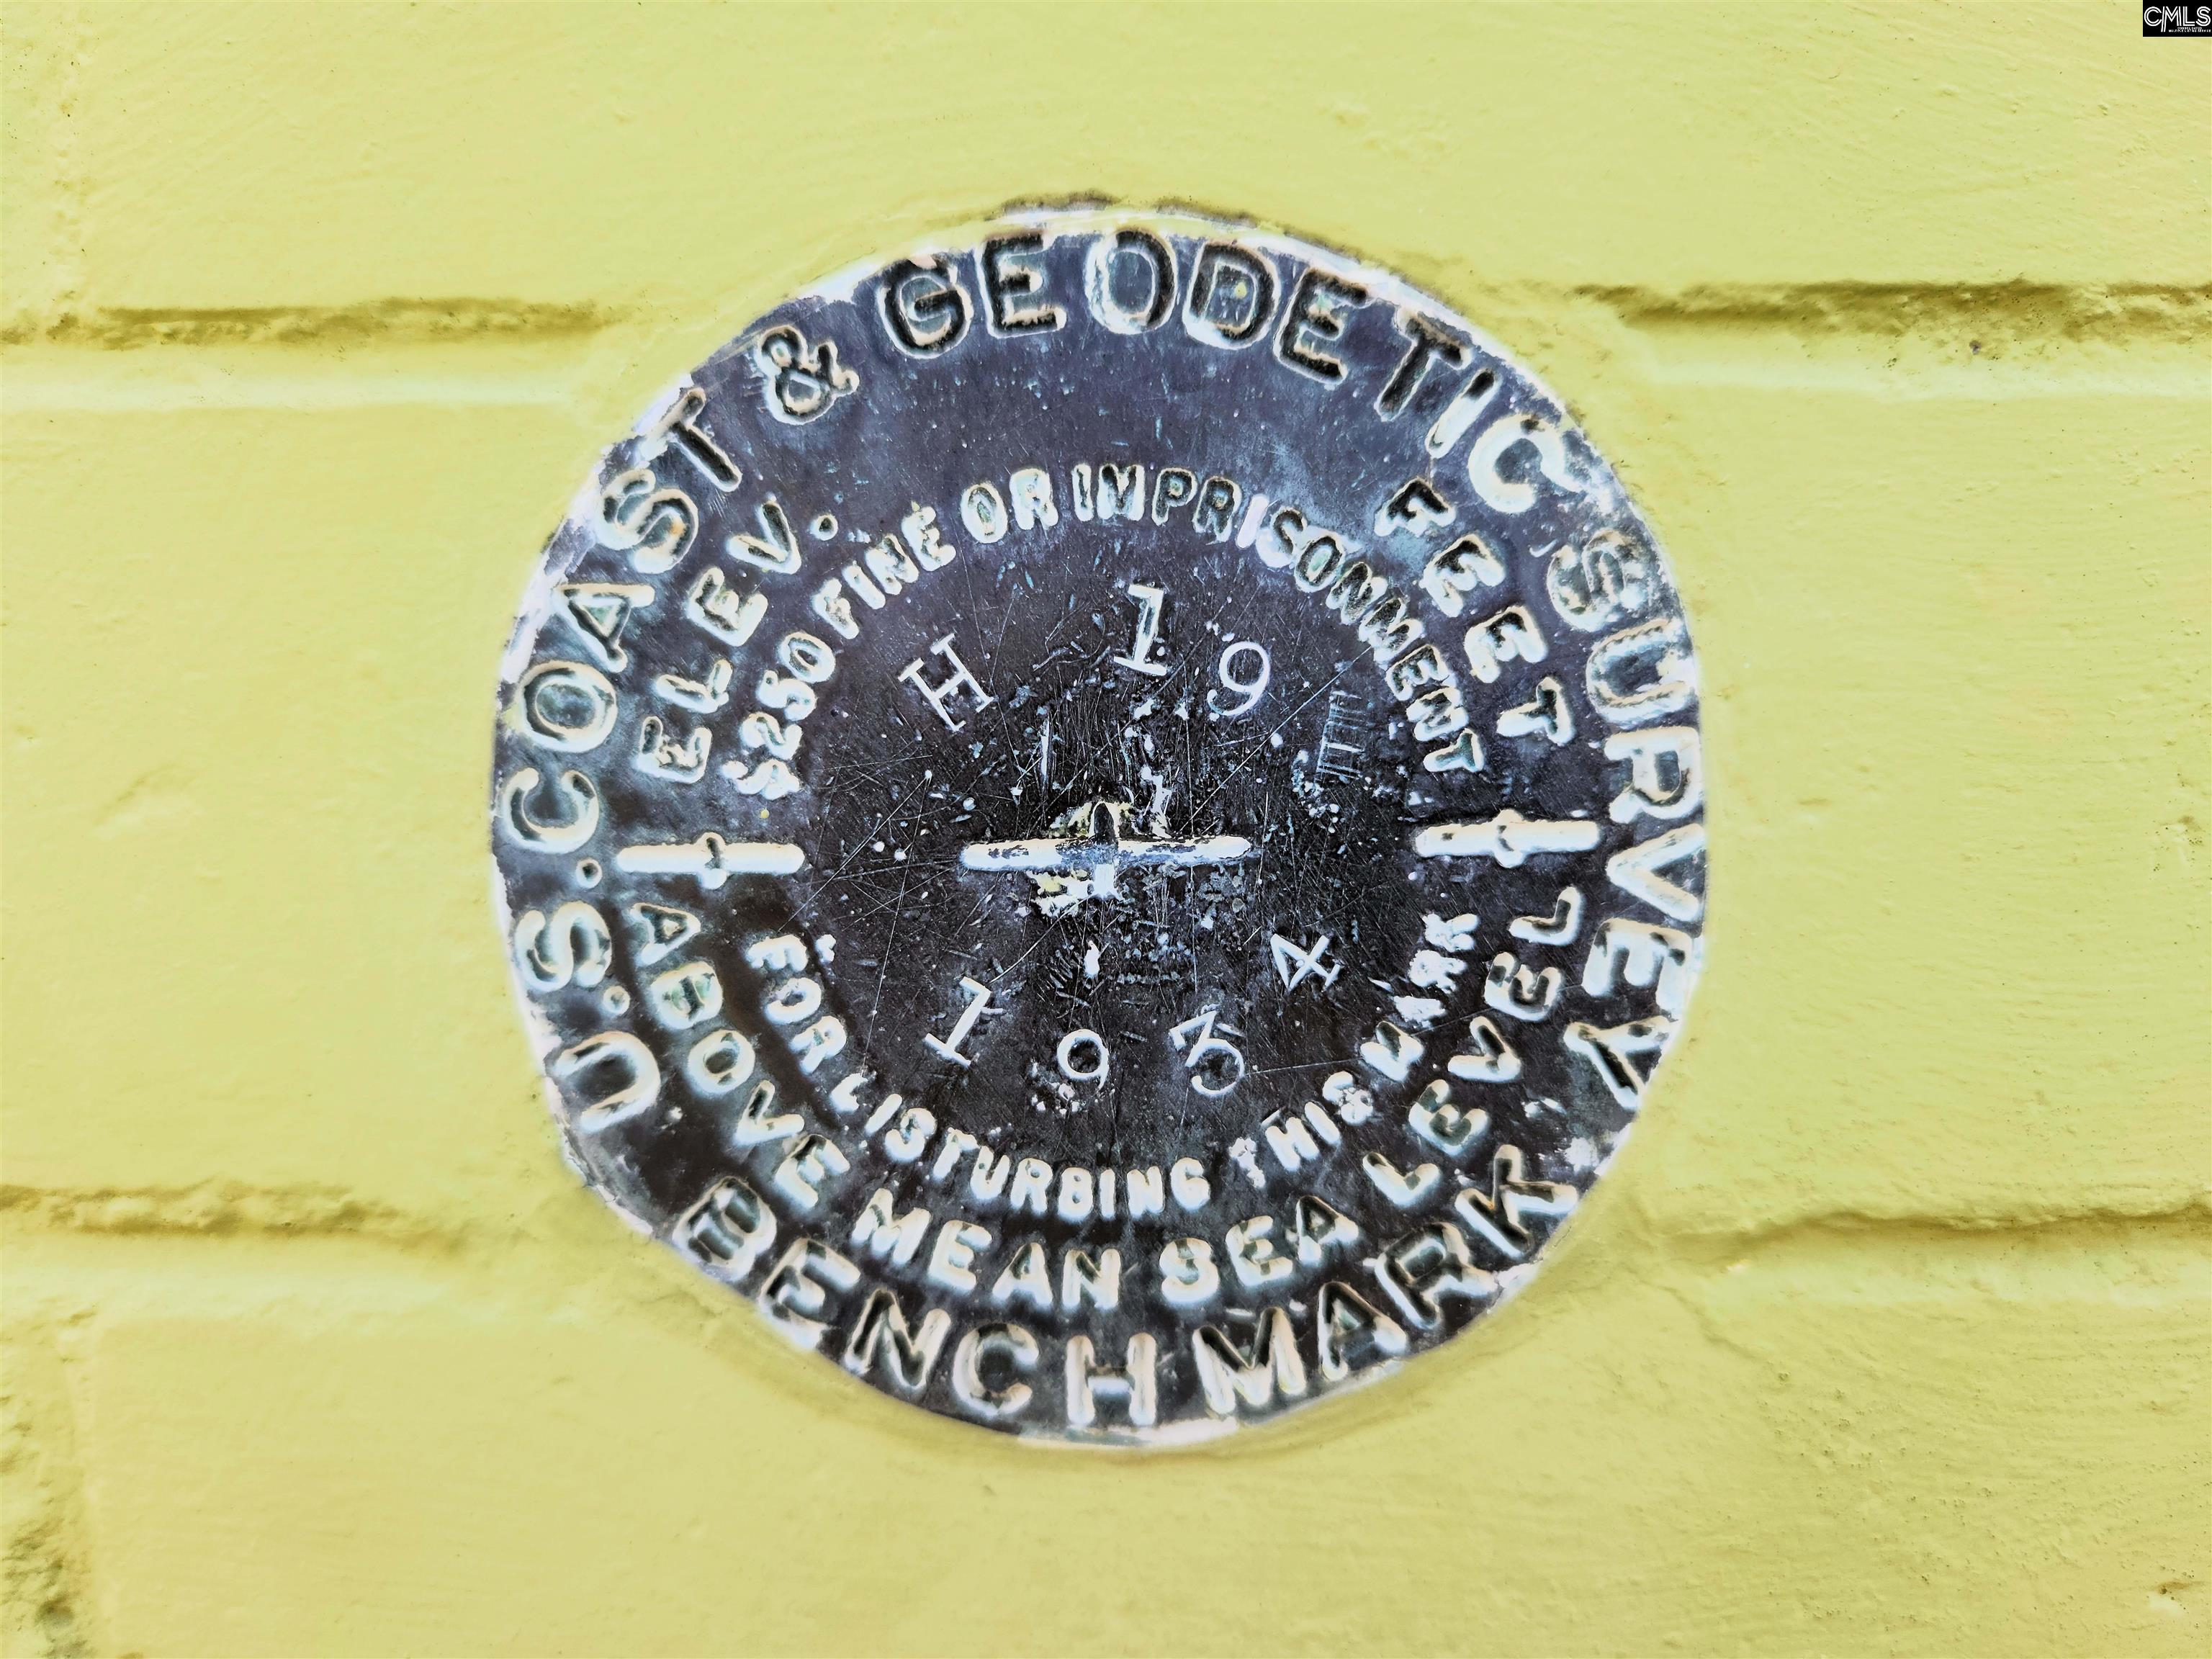 CMLS
U.S. COAST & GEODETIC SURVEY
ELEV. FEET
$250 FINE OR IMPRISONMENT
H 19
1934
FOR DISTURBING THIS MARK
ABOVE MEAN SEA LEVEL
BENCH MARK